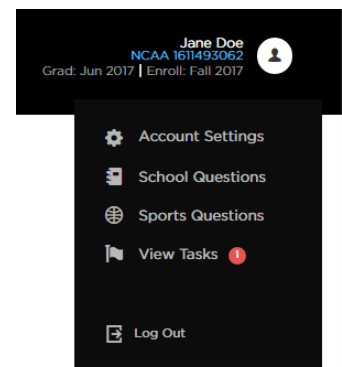 Jane Doe
NCAA 1611493062
Grad: Jun 2017 | Enroll: Fall 2017
Account Settings
School Questions
Sports Questions
View Tasks 1
Log Out